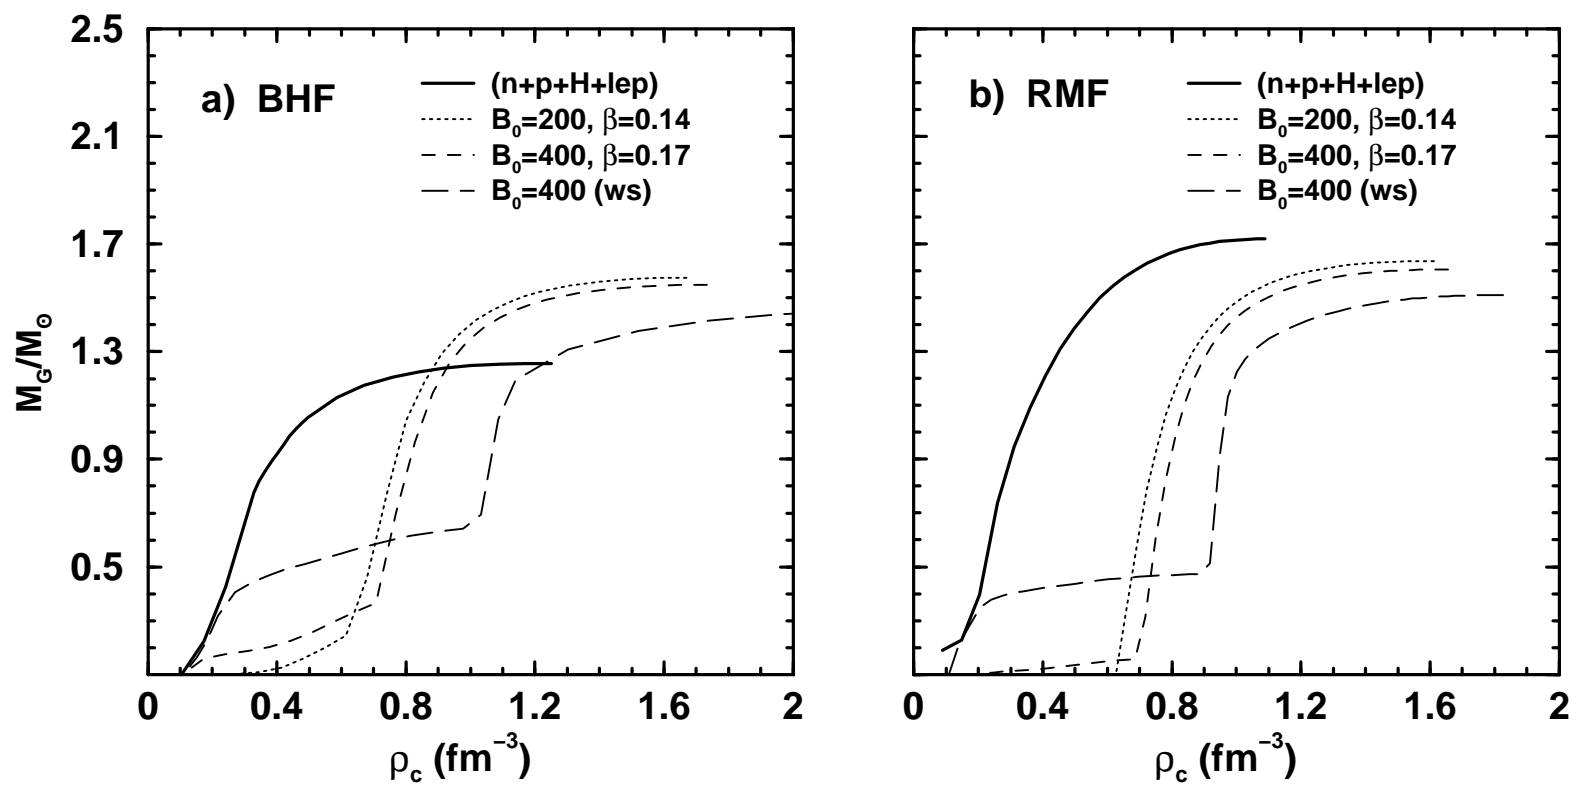 2.5
2.1
1.7
1.3
0.9
0.5
M_G/M_⊙
a) BHF
(n+p+H+lep)
B_0=200, β=0.14
B_0=400, β=0.17
B_0=400 (ws)
0 0.4 0.8 1.2 1.6 2
ρ_c (fm^−3)
b) RMF
(n+p+H+lep)
B_0=200, β=0.14
B_0=400, β=0.17
B_0=400 (ws)
0 0.4 0.8 1.2 1.6 2
ρ_c (fm^−3)